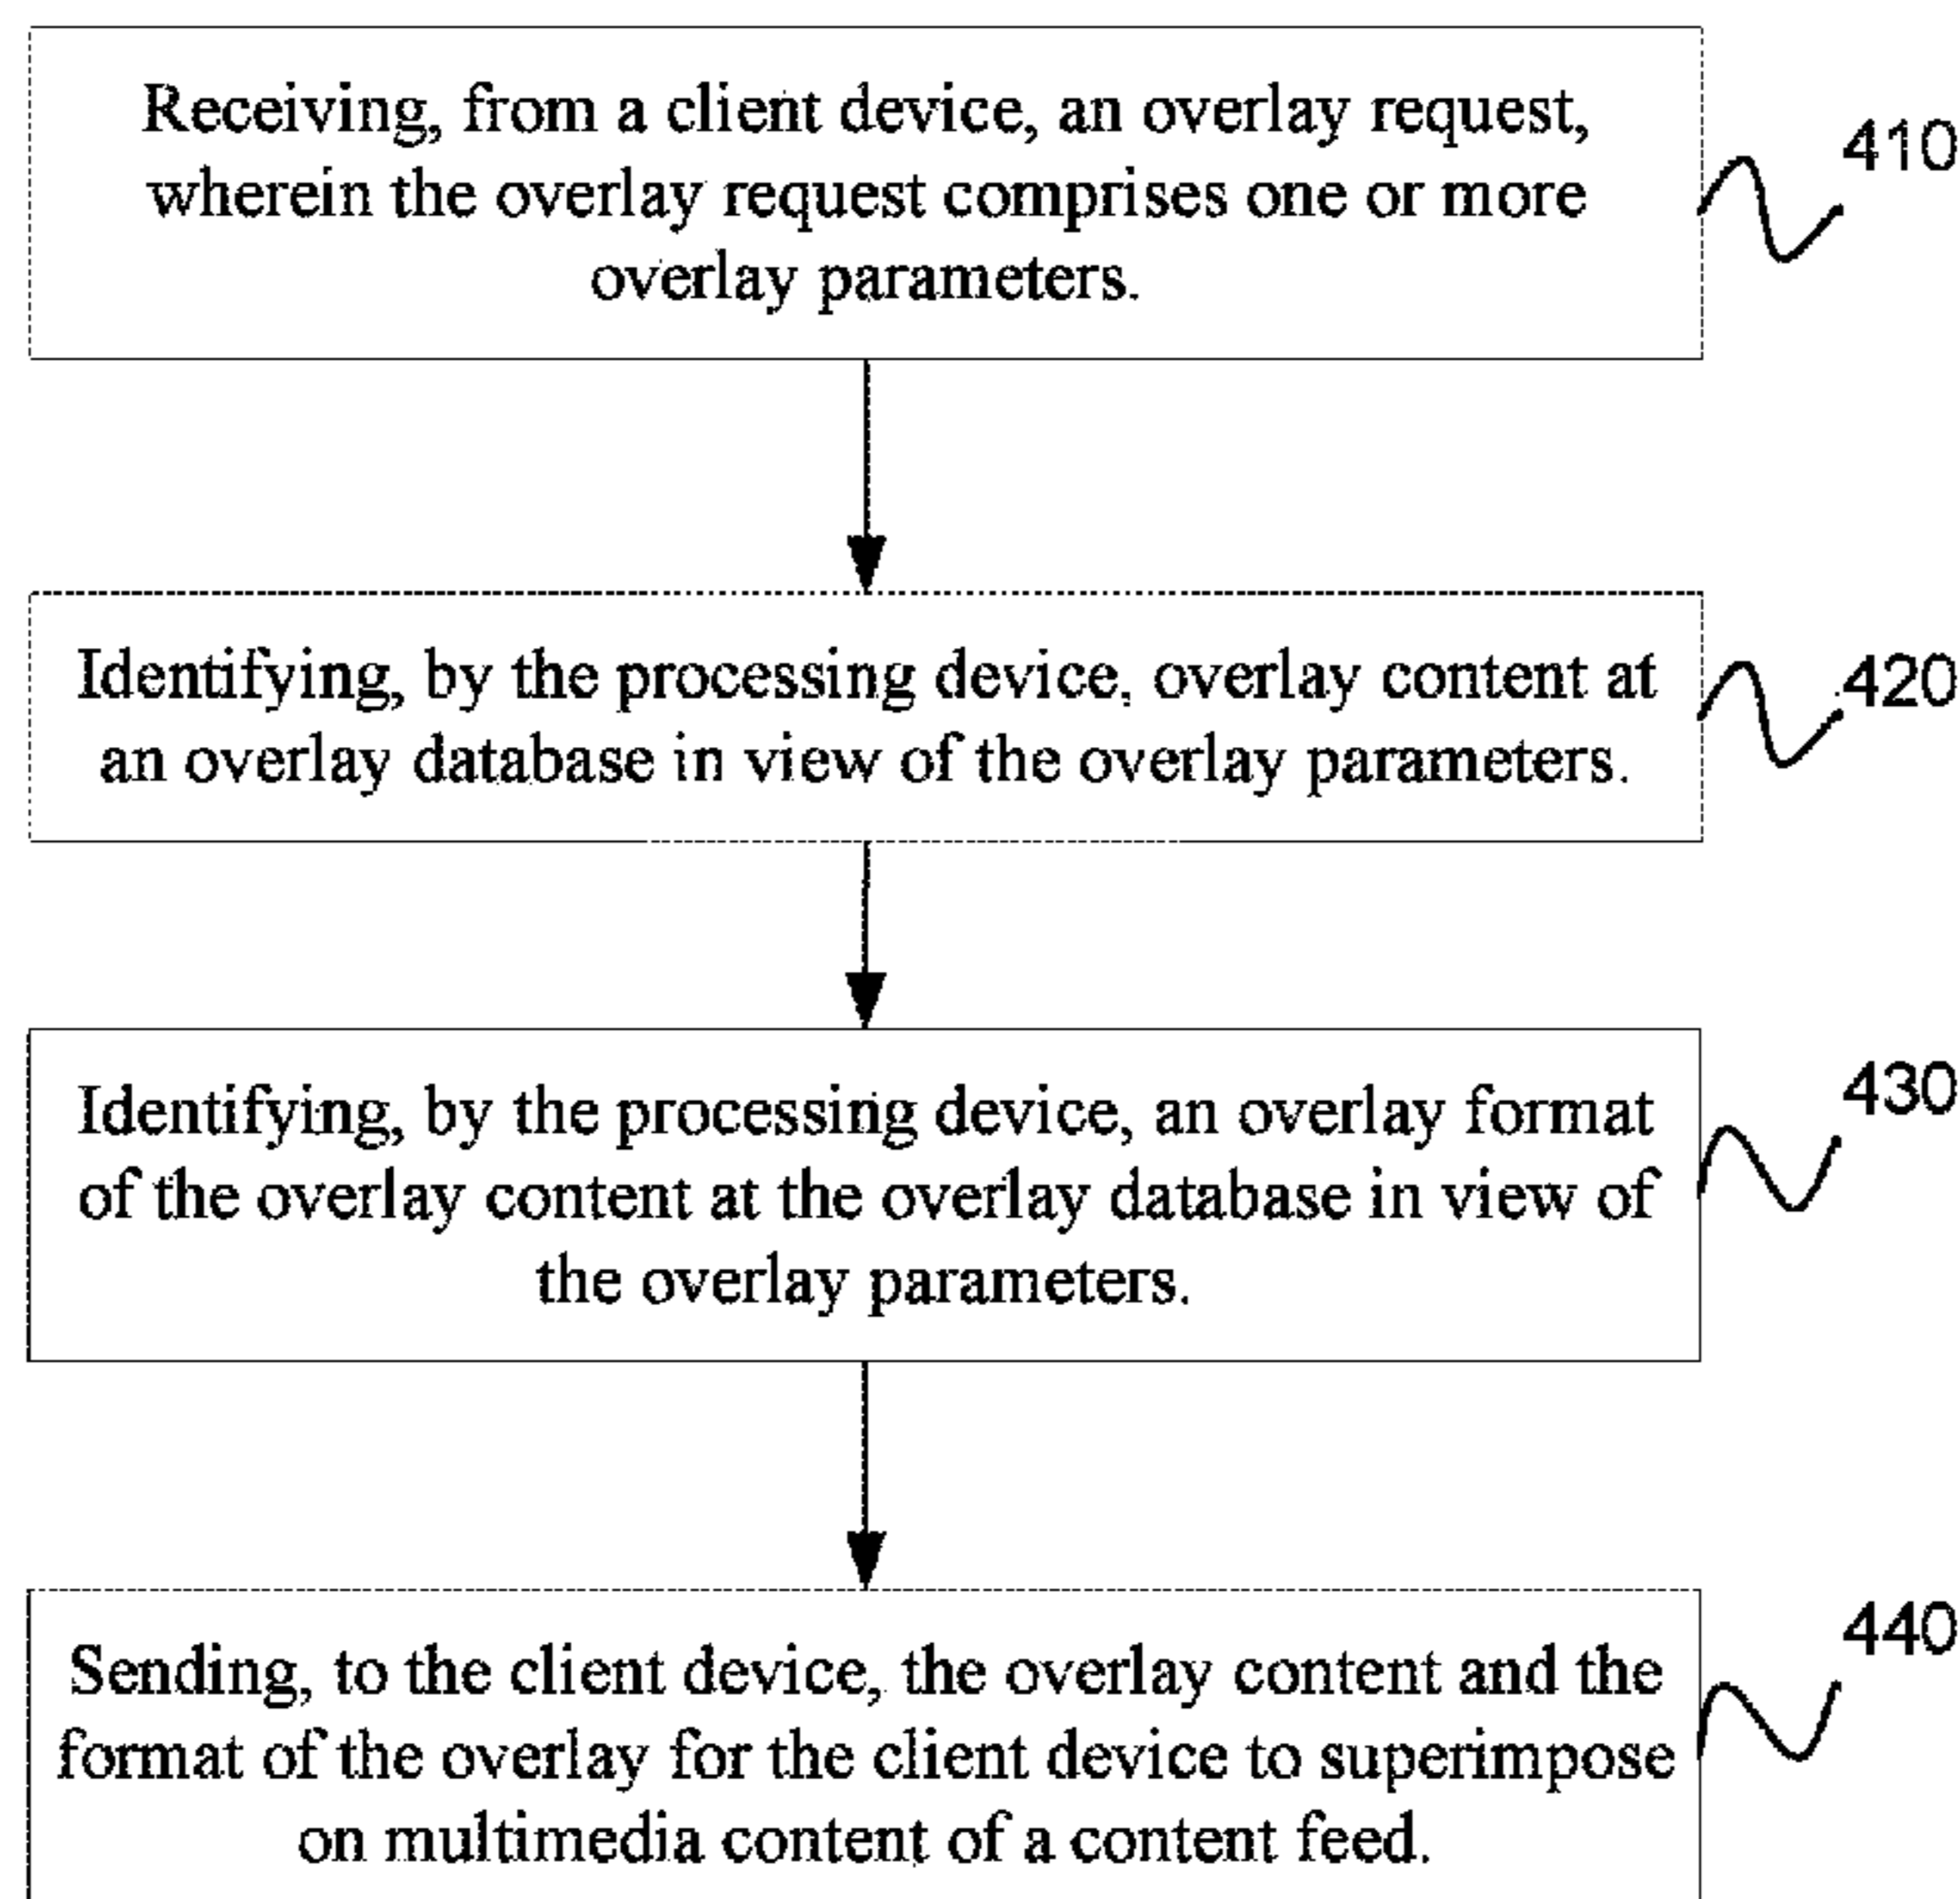 Receiving, from a client device, an overlay request,
wherein the overlay request comprises one or more
overlay parameters.
410
Identifying, by the processing device, overlay content at
an overlay database in view of the overlay parameters.
420
Identifying, by the processing device, an overlay format
of the overlay content at the overlay database in view of
the overlay parameters.
430
Sending, to the client device, the overlay content and the
format of the overlay for the client device to superimpose
on multimedia content of a content feed.
440